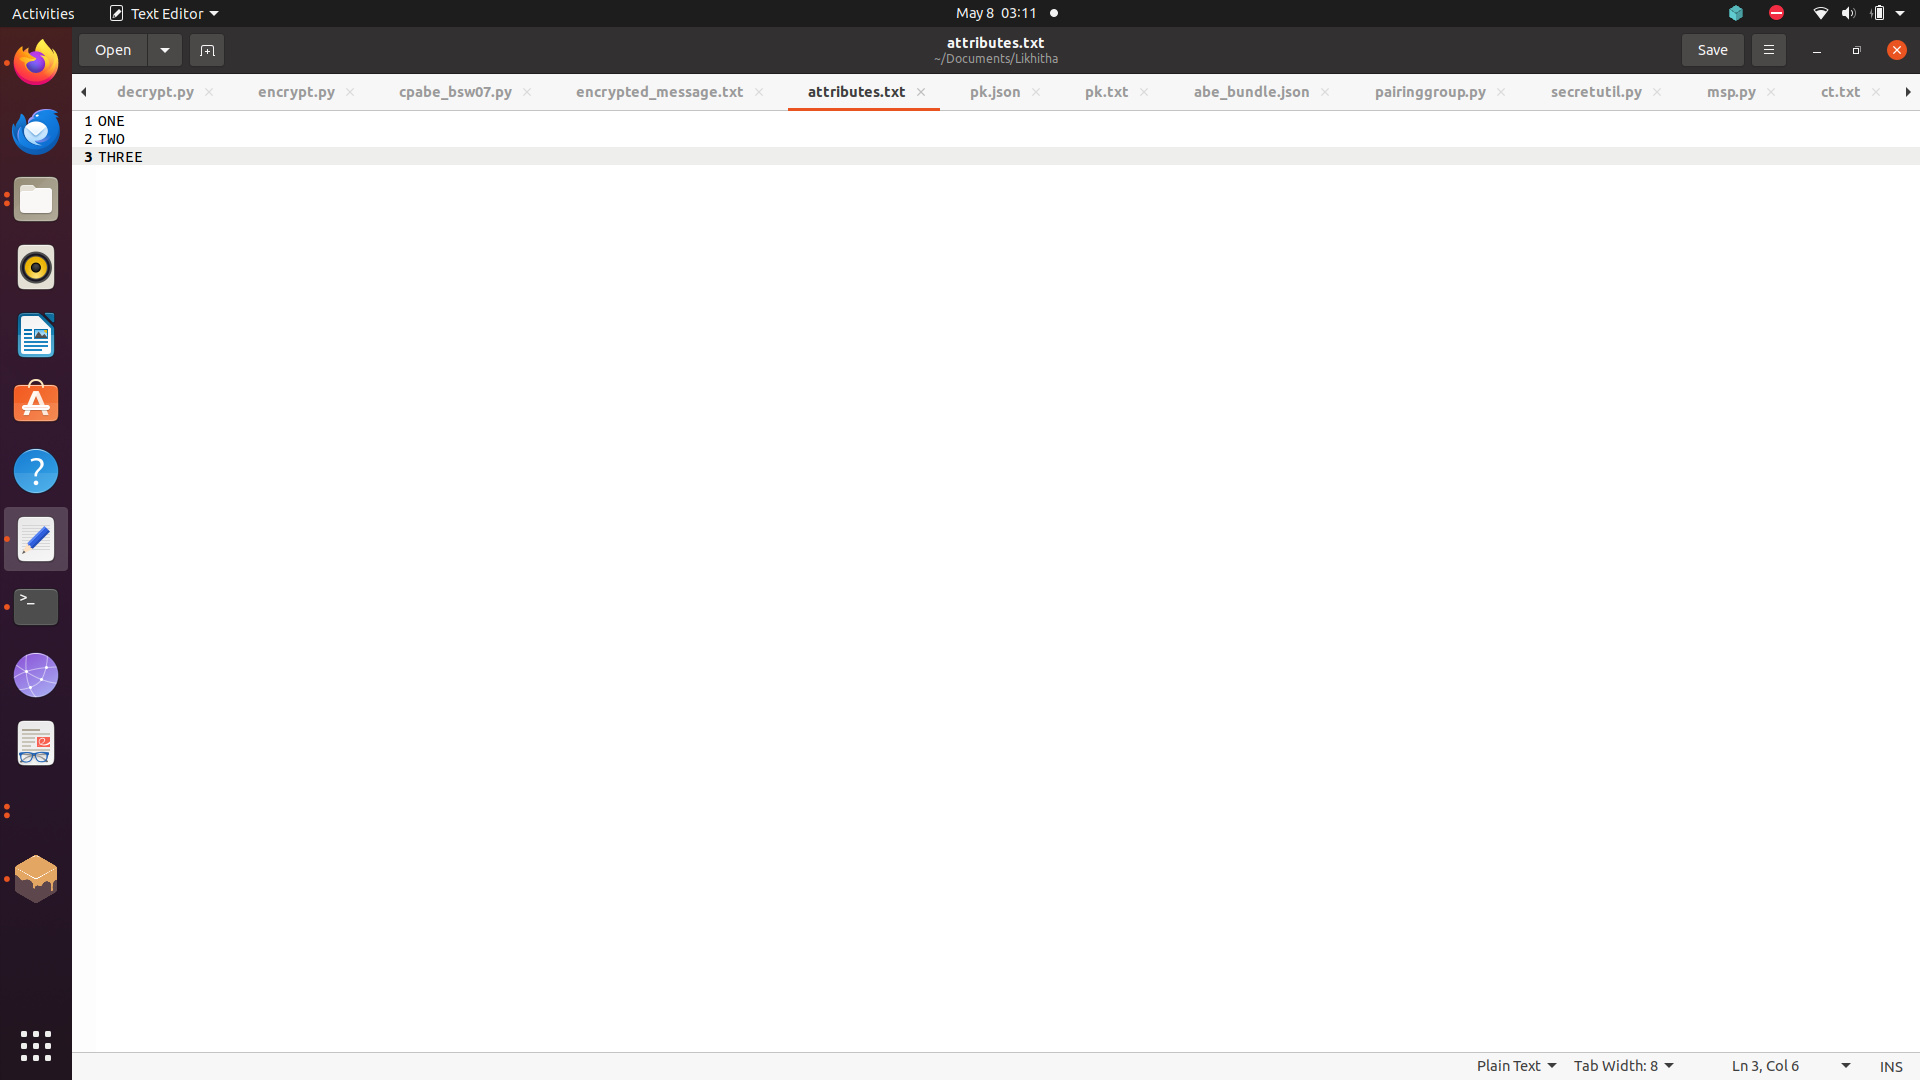 Activities Text Editor May 8 03:11
Open attributes.txt Save
~/Documents/Likhitha
decrypt.py encrypt.py cpabe_bsw07.py encrypted_message.txt attributes.txt pk.json pk.txt abe_bundle.json pairinggroup.py secretutil.py msp.py ct.txt
1 ONE
2 TWO
3 THREE
Plain Text Tab Width: 8 Ln 3, Col 6 INS